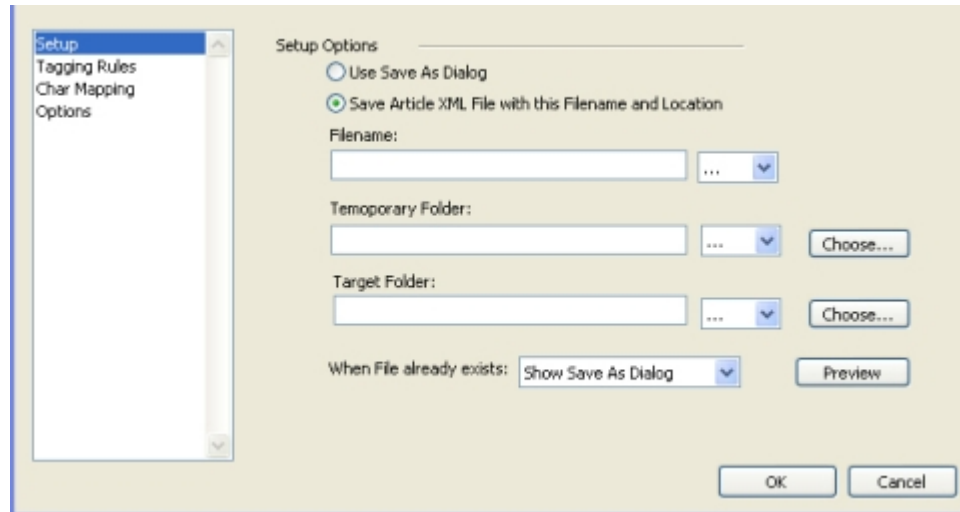 Setup
Tagging Rules
Char Mapping
Options
Setup Options
Use Save As Dialog
Save Article XML File with this Filename and Location
Filename:
...
Temoporary Folder:
...
Choose...
Target Folder:
...
Choose...
When File already exists: Show Save As Dialog
Preview
OK
Cancel